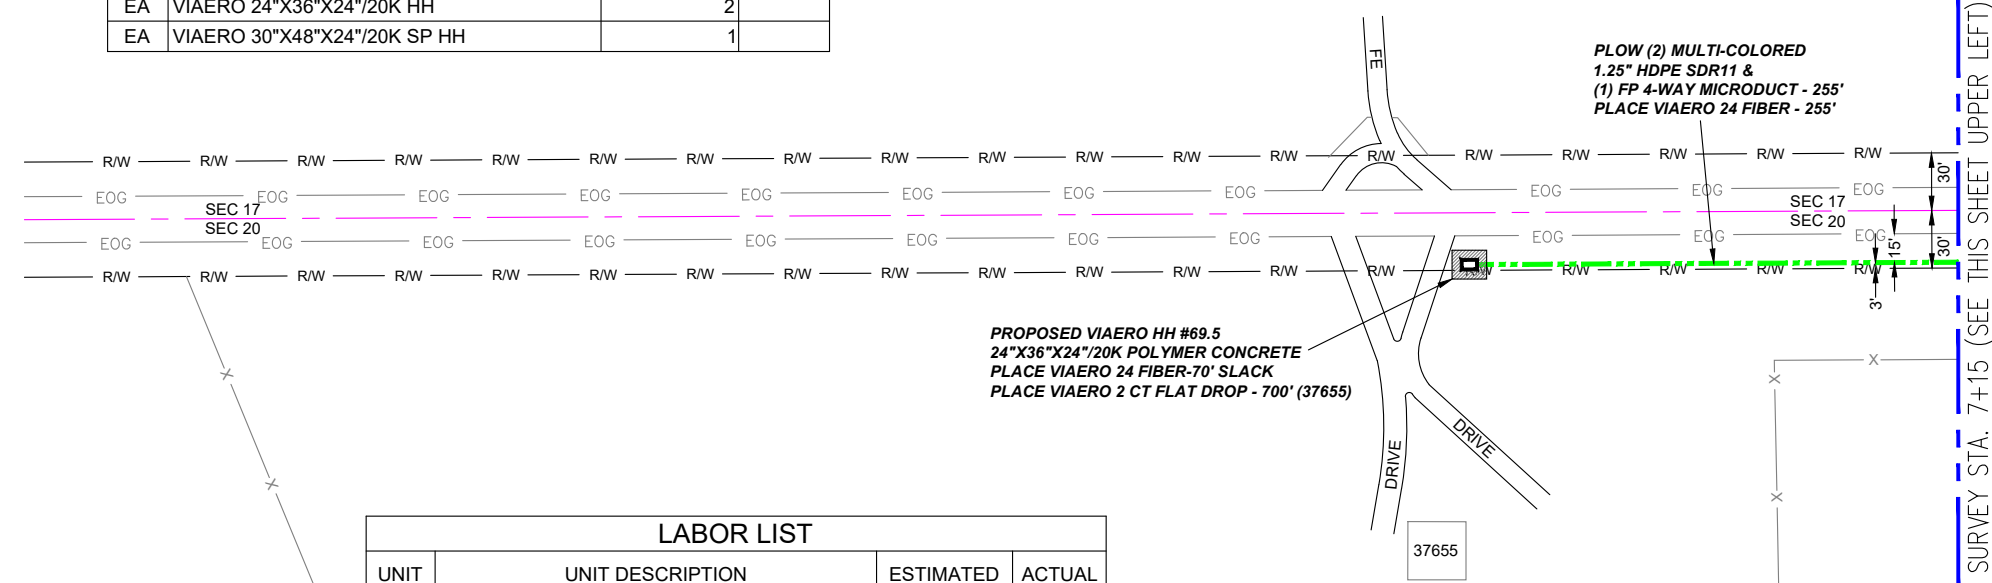 EA VIAERO 24"X36"X24"/20K HH 2
EA VIAERO 30"X48"X24"/20K SP HH 1
FE
PLOW (2) MULTI-COLORED
1.25" HDPE SDR11 &
(1) FP 4-WAY MICRODUCT - 255'
PLACE VIAERO 24 FIBER - 255'
R/W R/W R/W R/W R/W R/W R/W R/W R/W R/W R/W R/W R/W R/W R/W R/W R/W R/W R/W
30'
EOG EOG EOG EOG EOG EOG EOG EOG EOG EOG EOG
SEC 17 SEC 17
SEC 20 SEC 20
EOG EOG EOG EOG EOG EOG EOG EOG EOG EOG EOG
15' 30'
R/W R/W R/W R/W R/W R/W R/W R/W R/W R/W R/W R/W R/W R/W R/W R/W R/W R/W R/W
3'
PROPOSED VIAERO HH #69.5
24"X36"X24"/20K POLYMER CONCRETE
PLACE VIAERO 24 FIBER-70' SLACK
PLACE VIAERO 2 CT FLAT DROP - 700' (37655)
X X
X X
X X
DRIVE
DRIVE
37655
SURVEY STA. 7+15 (SEE THIS SHEET UPPER LEFT)
LABOR LIST
UNIT UNIT DESCRIPTION ESTIMATED ACTUAL